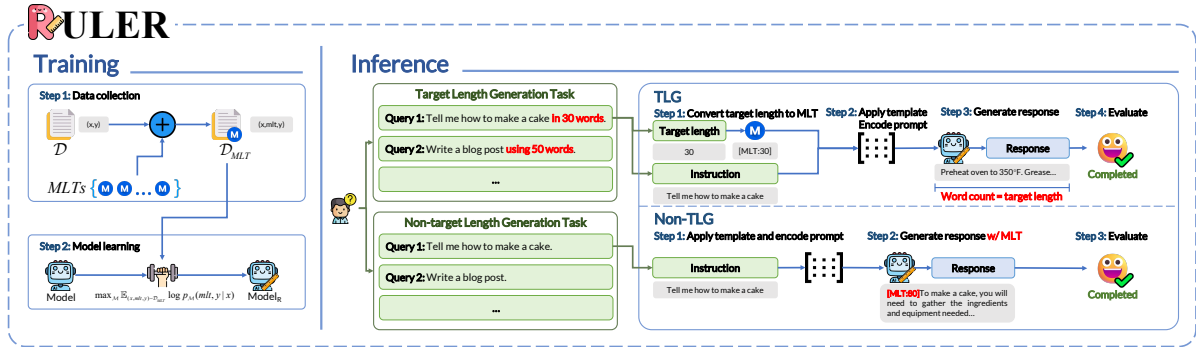 RULER
Training
Step 1: Data collection
(x,y)
(x,mlt,y)
M
𝒟
𝒟MLT
MLTs { M M ... M }
Step 2: Model learning
Model
max_ℳ 𝔼_(x,mlt,y)~𝒟MLT log p_ℳ(mlt, y | x)
Model_R
Inference
?
Target Length Generation Task
Query 1: Tell me how to make a cake in 30 words.
Query 2: Write a blog post using 50 words.
...
Non-target Length Generation Task
Query 1: Tell me how to make a cake.
Query 2: Write a blog post.
...
TLG
Step 1: Convert target length to MLT
Target length
M
30
[MLT:30]
Instruction
Tell me how to make a cake
Step 2: Apply template
Encode prompt
Step 3: Generate response
Response
Preheat oven to 350°F. Grease...
Word count = target length
Step 4: Evaluate
Completed
Non-TLG
Step 1: Apply template and encode prompt
Instruction
Tell me how to make a cake
Step 2: Generate response w/ MLT
Response
[MLT:80]To make a cake, you will
need to gather the ingredients
and equipment needed...
Step 3: Evaluate
Completed